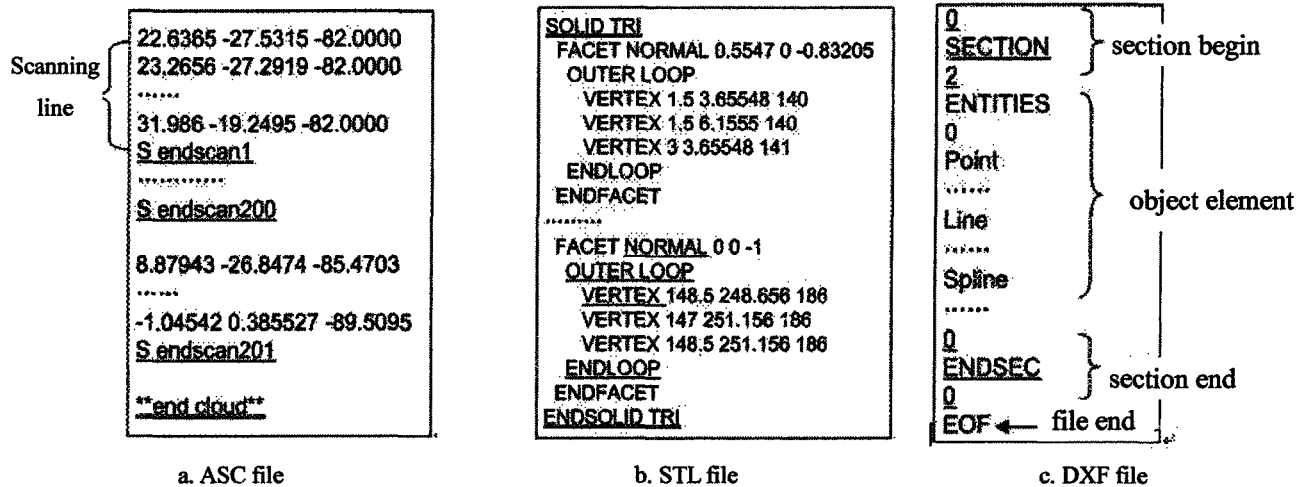 Scanning
line
22.6365 -27.5315 -82.0000
23.2656 -27.2919 -82.0000
......
31.986 -19.2495 -82.0000
S endscan1
............
S endscan200
8.87943 -26.8474 -85.4703
......
-1.04542 0.385527 -89.5095
S endscan201
**end cloud**
a. ASC file
SOLID TRI
FACET NORMAL 0.5547 0 -0.83205
OUTER LOOP
VERTEX 1.5 3.65548 140
VERTEX 1.5 6.1555 140
VERTEX 3 3.65548 141
ENDLOOP
ENDFACET
.........
FACET NORMAL 0 0 -1
OUTER LOOP
VERTEX 148.5 248.656 186
VERTEX 147 251.156 186
VERTEX 148.5 251.156 186
ENDLOOP
ENDFACET
ENDSOLID TRI
b. STL file
0
SECTION
2
section begin
ENTITIES
0
Point
......
Line
......
Spline
......
object element
0
ENDSEC
0
section end
EOF
file end
c. DXF file